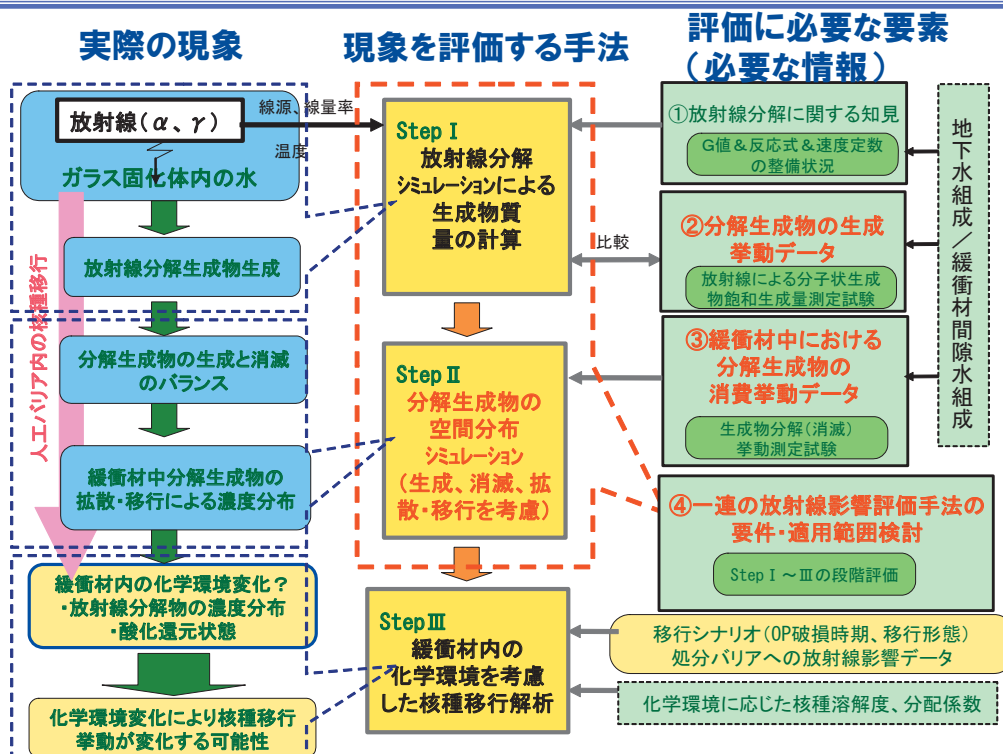 実際の現象
現象を評価する手法
評価に必要な要素
（必要な情報）
放射線(α、γ)
ガラス固化体内の水
線源、線量率
温度
放射線分解生成物生成
分解生成物の生成と消滅
のバランス
緩衝材中分解生成物の
拡散・移行による濃度分布
緩衝材内の化学環境変化？
・放射線分解物の濃度分布
・酸化還元状態
化学環境変化により核種移行
挙動が変化する可能性
人工バリア内の核種移行
Step Ⅰ
放射線分解
シミュレーションによる
生成物質
量の計算
比較
Step Ⅱ
分解生成物の
空間分布
シミュレーション
（生成、消滅、拡
散・移行を考慮）
StepⅢ
緩衝材内の
化学環境を考慮
した核種移行解析
①放射線分解に関する知見
G値＆反応式＆速度定数
の整備状況
②分解生成物の生成
挙動データ
放射線による分子状生成
物飽和生成量測定試験
③緩衝材中における
分解生成物の
消費挙動データ
生成物分解（消滅）
挙動測定試験
④一連の放射線影響評価手法の
要件・適用範囲検討
StepⅠ～Ⅲの段階評価
移行シナリオ（OP破損時期、移行形態）
処分バリアへの放射線影響データ
化学環境に応じた核種溶解度、分配係数
地下水組成／緩衝材間隙水組成